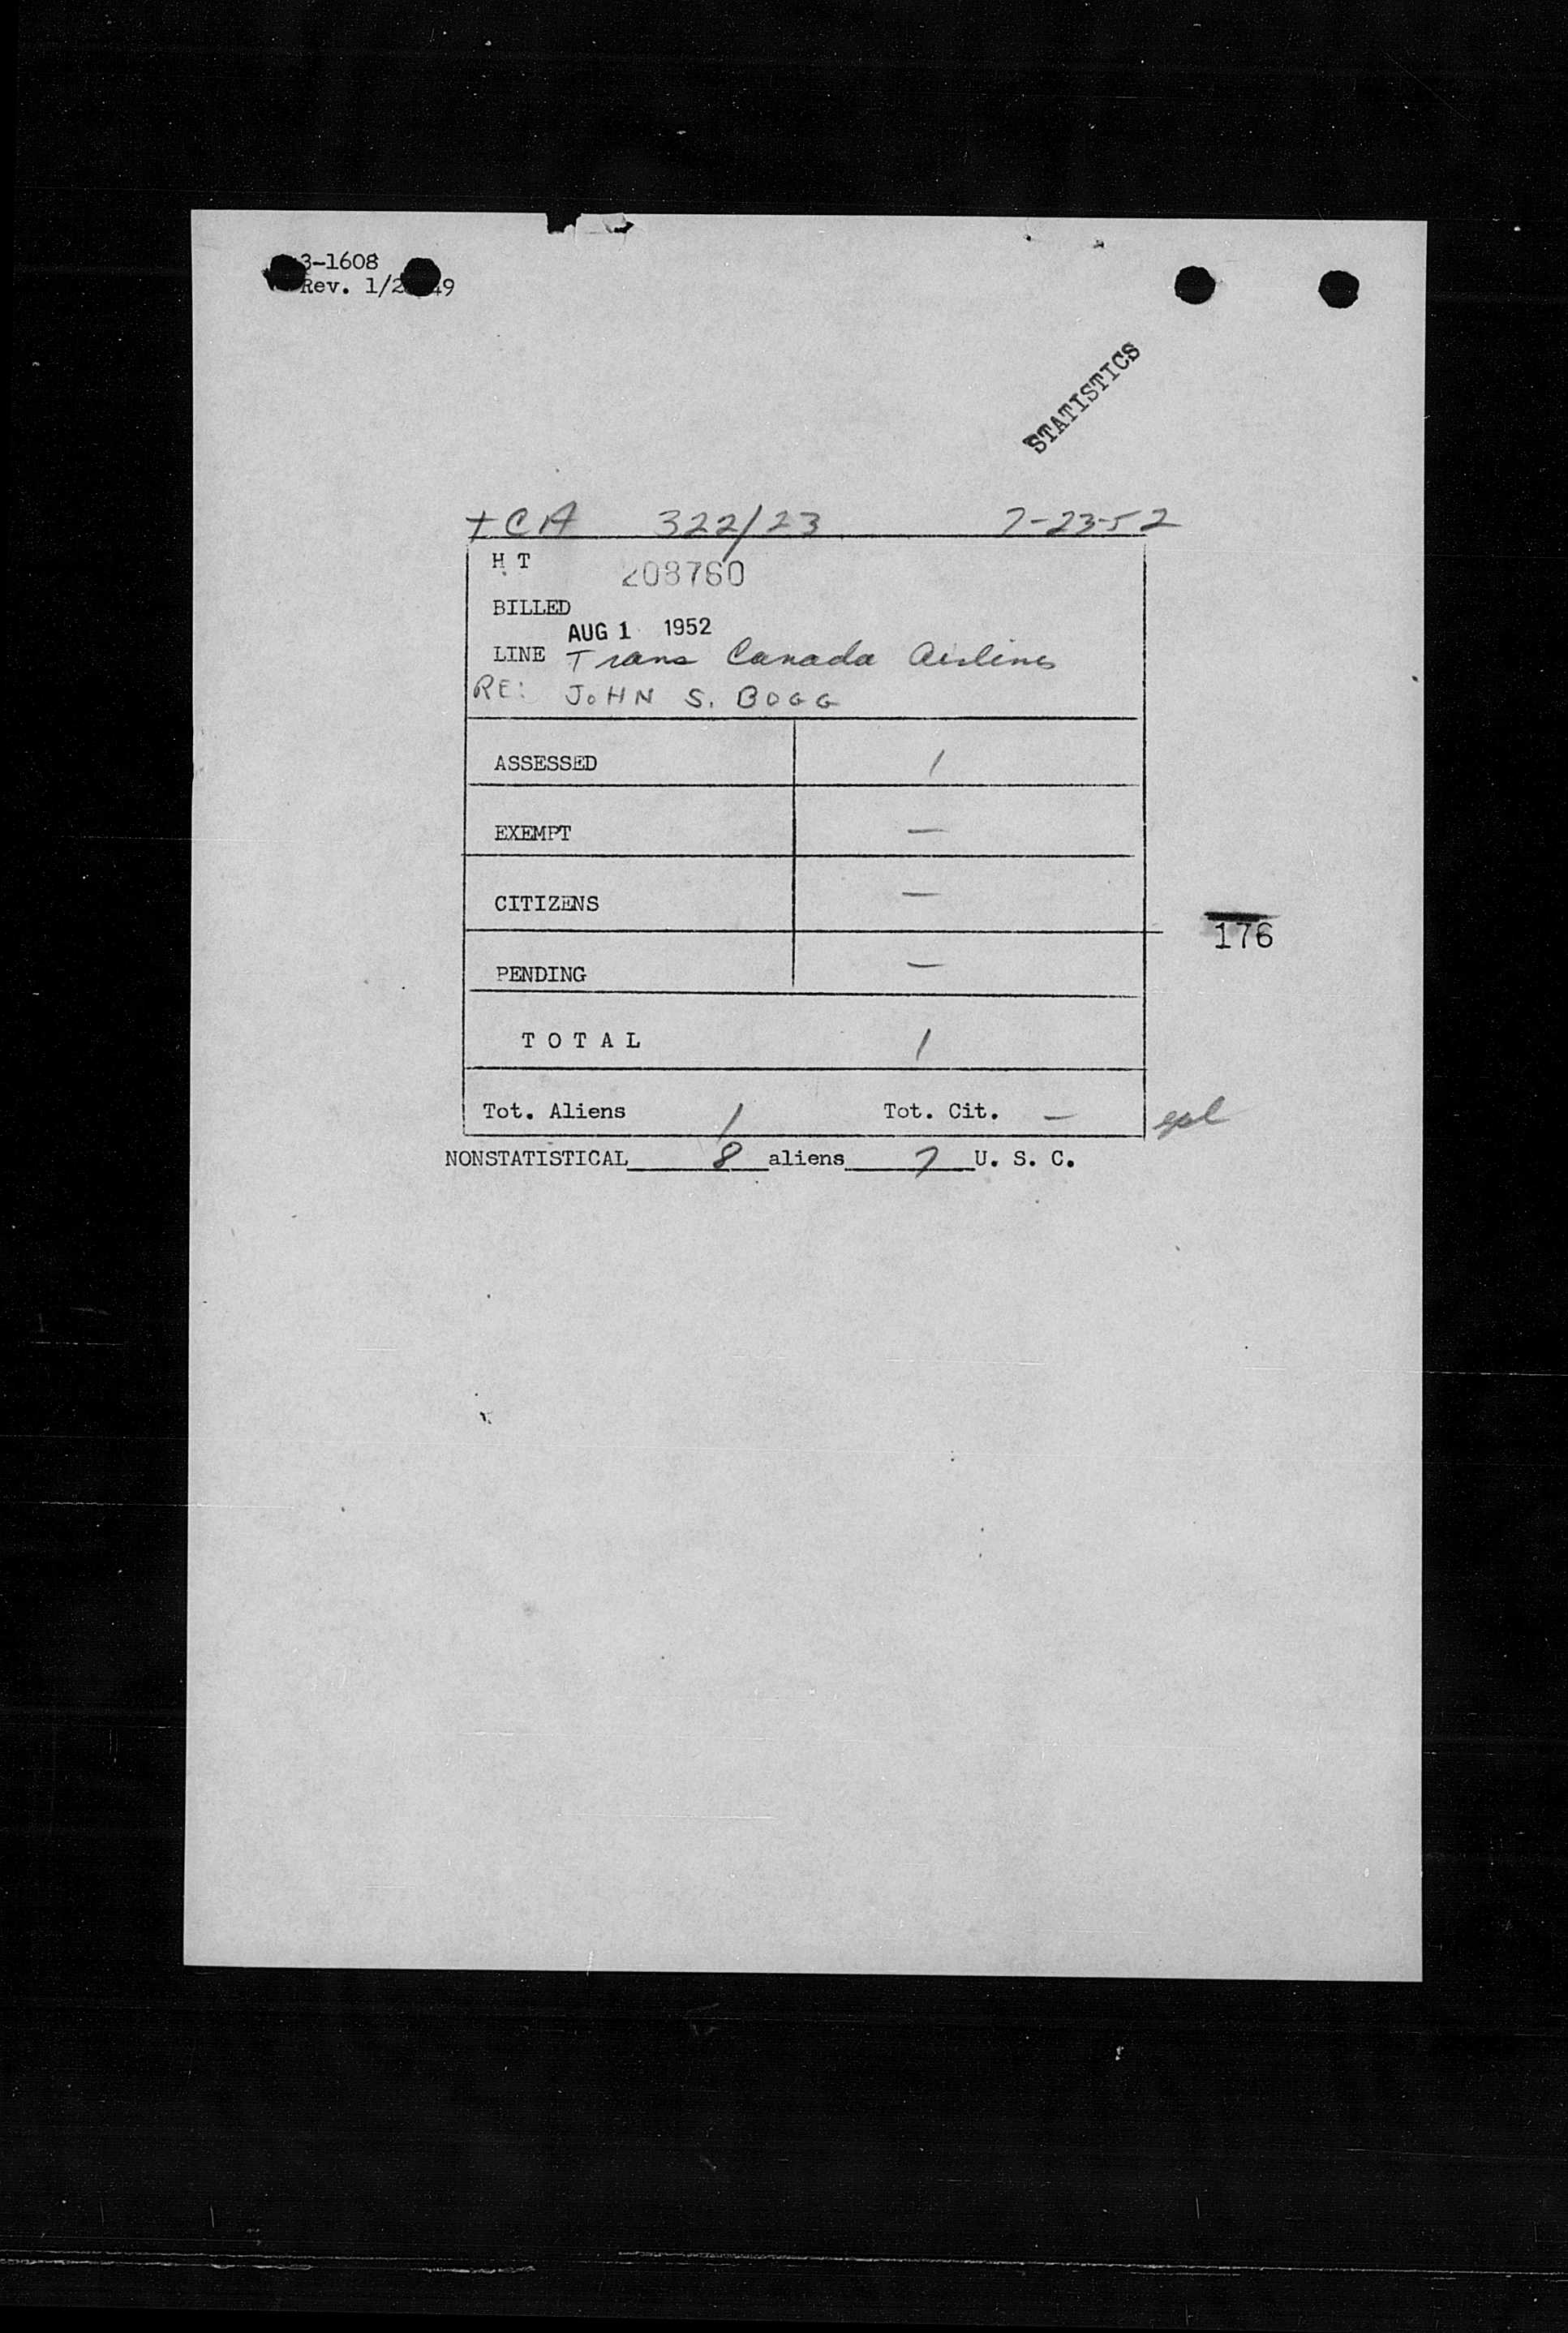 3-1608
Rev. 1/2 49
STATISTICS
TCA 322/23 7-23-52
H T 208760
BILLED
AUG 1 1952
LINE Trans Canada Airlines
RE: JOHN S. BOGG
ASSESSED 1
EXEMPT —
CITIZENS —
176
PENDING —
TOTAL 1
Tot. Aliens 1 Tot. Cit. —
NONSTATISTICAL 8 aliens 7 U. S. C.